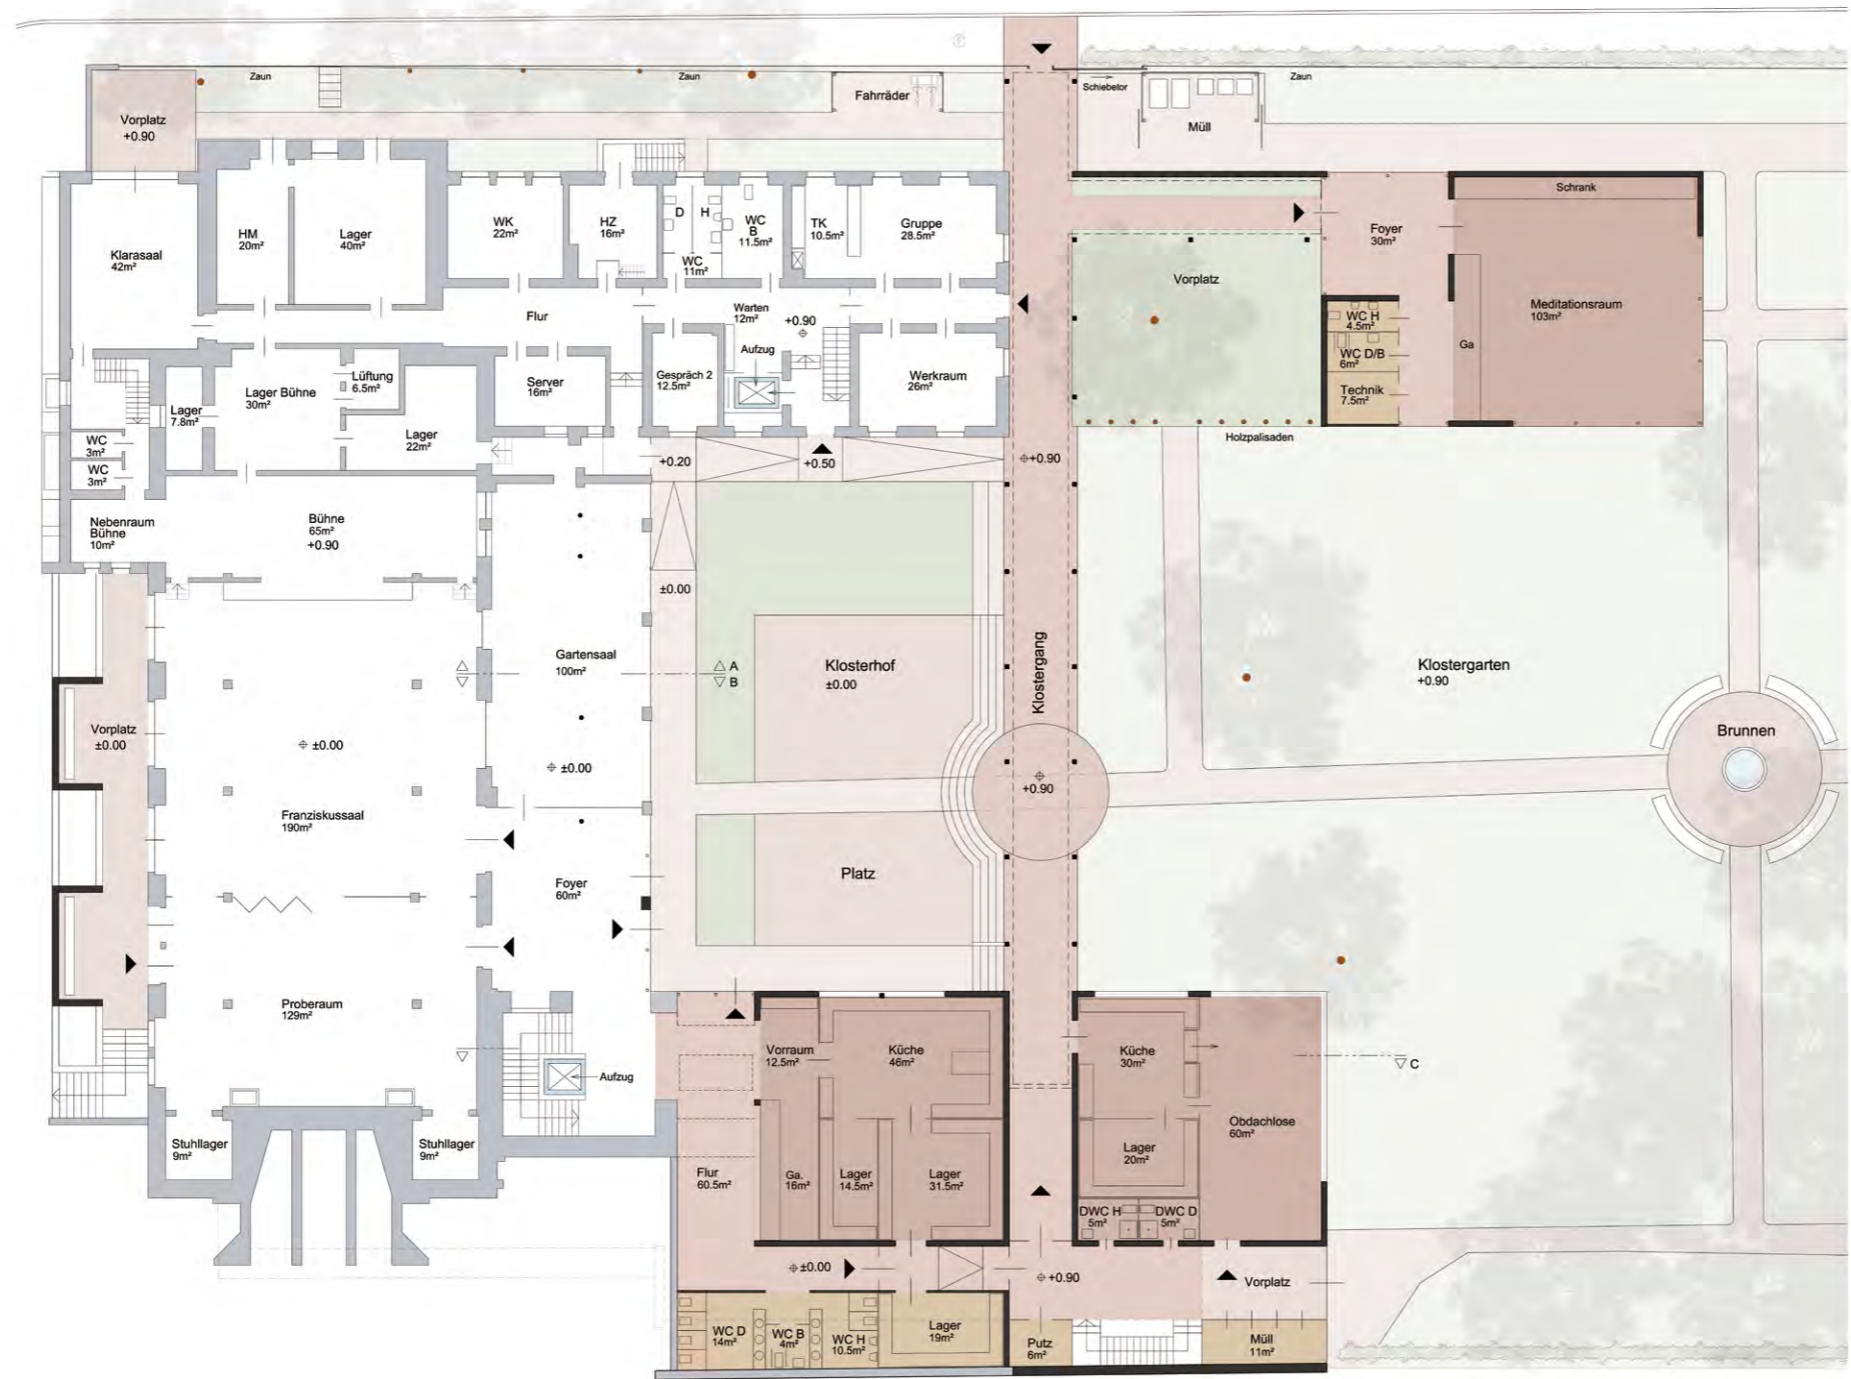 Zaun
Zaun
Schiebetor
Zaun
Fahrräder
Müll
Vorplatz
+0.90
Schrank
Klarasaal
42m²
HM
20m²
Lager
40m²
WK
22m²
HZ
16m²
D
H
WC
11m²
WC
B
11.5m²
TK
10.5m²
Gruppe
28.5m²
Foyer
30m²
Vorplatz
Meditationsraum
103m²
Flur
Warten
12m²
+0.90
WC H
4.5m²
WC D/B
6m²
Technik
7.5m²
Ga
Aufzug
Gespräch 2
12.5m²
Werkraum
26m²
Server
16m²
Lüftung
6.5m²
Lager Bühne
30m²
Lager
7.8m²
Lager
22m²
WC
3m²
WC
3m²
Holzpalisaden
+0.20
+0.50
+0.90
Nebenraum
Bühne
10m²
Bühne
65m²
+0.90
±0.00
Gartensaal
100m²
A
B
Klosterhof
±0.00
Klostergang
Klostergarten
+0.90
Vorplatz
±0.00
±0.00
±0.00
+0.90
Brunnen
Franziskussaal
190m²
Foyer
60m²
Platz
Proberaum
129m²
Aufzug
Vorraum
12.5m²
Küche
46m²
Küche
30m²
C
Obdachlose
60m²
Stuhllager
9m²
Stuhllager
9m²
Flur
60.5m²
Ga.
16m²
Lager
14.5m²
Lager
31.5m²
Lager
20m²
DWC H
5m²
DWC D
5m²
±0.00
+0.90
Vorplatz
WC D
14m²
WC B
4m²
WC H
10.5m²
Lager
19m²
Putz
6m²
Müll
11m²